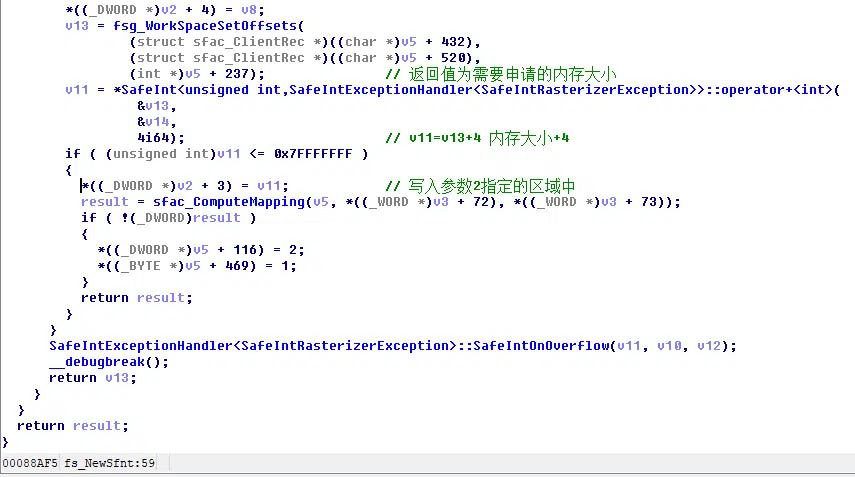 *((_DWORD *)v2 + 4) = v8;
v13 = fsg_WorkSpaceSetOffsets(
(struct sfac_ClientRec *)((char *)v5 + 432),
(struct sfac_ClientRec *)((char *)v5 + 520),
(int *)v5 + 237); // 返回值为需要申请的内存大小
v11 = *SafeInt<unsigned int,SafeIntExceptionHandler<SafeIntRasterizerException>>::operator+<int>(
&v13,
&v14,
4i64); // v11=v13+4 内存大小+4
if ( (unsigned int)v11 <= 0x7FFFFFFF )
{
*((_DWORD *)v2 + 3) = v11; // 写入参数2指定的区域中
result = sfac_ComputeMapping(v5, *((_WORD *)v3 + 72), *((_WORD *)v3 + 73));
if ( !(_DWORD)result )
{
*((_DWORD *)v5 + 116) = 2;
*((_BYTE *)v5 + 469) = 1;
}
return result;
}
}
SafeIntExceptionHandler<SafeIntRasterizerException>::SafeIntOnOverflow(v11, v10, v12);
__debugbreak();
return v13;
}
}
return result;
}
00088AF5 fs_NewSfnt:59